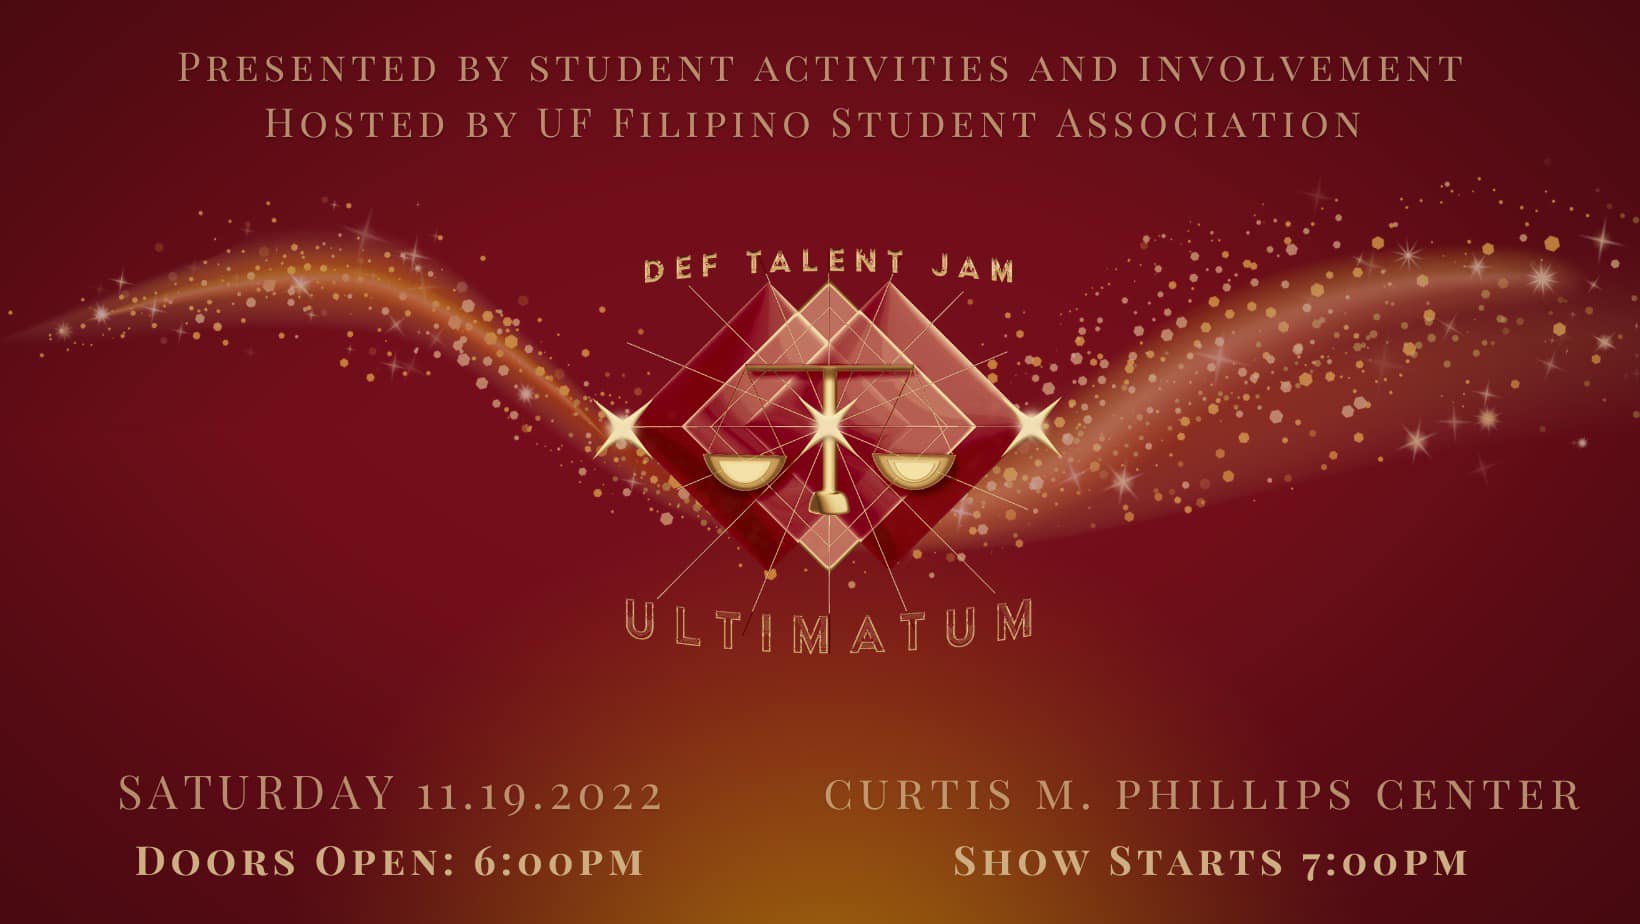 Presented by student activities and involvement
Hosted by UF Filipino Student Association
DEF TALENT JAM
ULTIMATUM
SATURDAY 11.19.2022
CURTIS M. PHILLIPS CENTER
Doors Open: 6:00PM
Show Starts 7:00PM